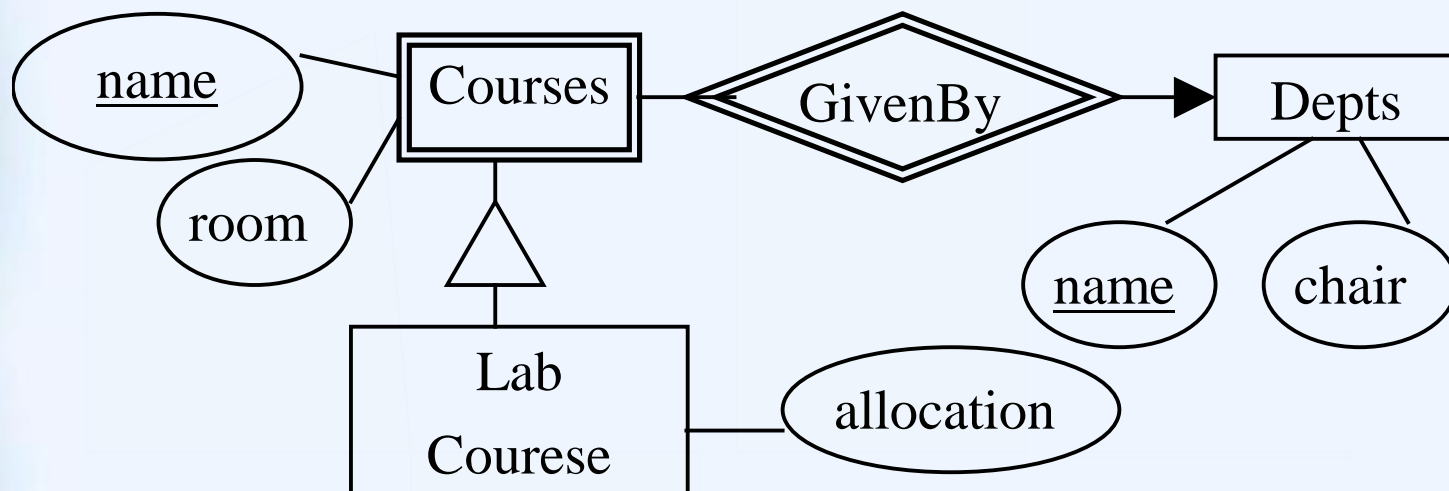 name
Courses
GivenBy
Depts
room
name
chair
Lab
Courese
allocation